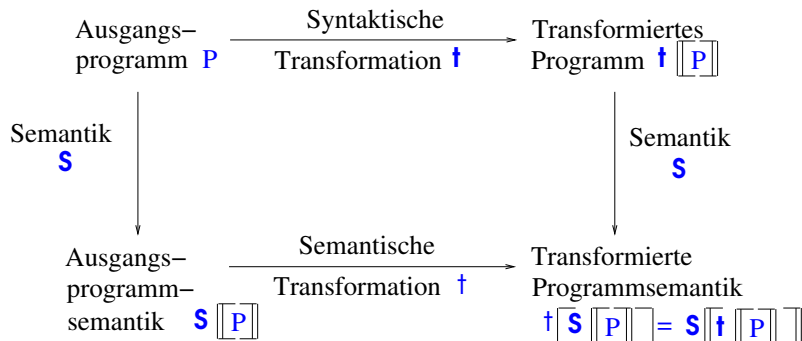 Ausgangs–
programm P
Syntaktische
Transformation t
Transformiertes
Programm t⟦P⟧
Semantik
S
Semantik
S
Ausgangs–
programm–
semantik S⟦P⟧
Semantische
Transformation †
Transformierte
Programmsemantik
†[S⟦P⟧] = S⟦t⟦P⟧⟧